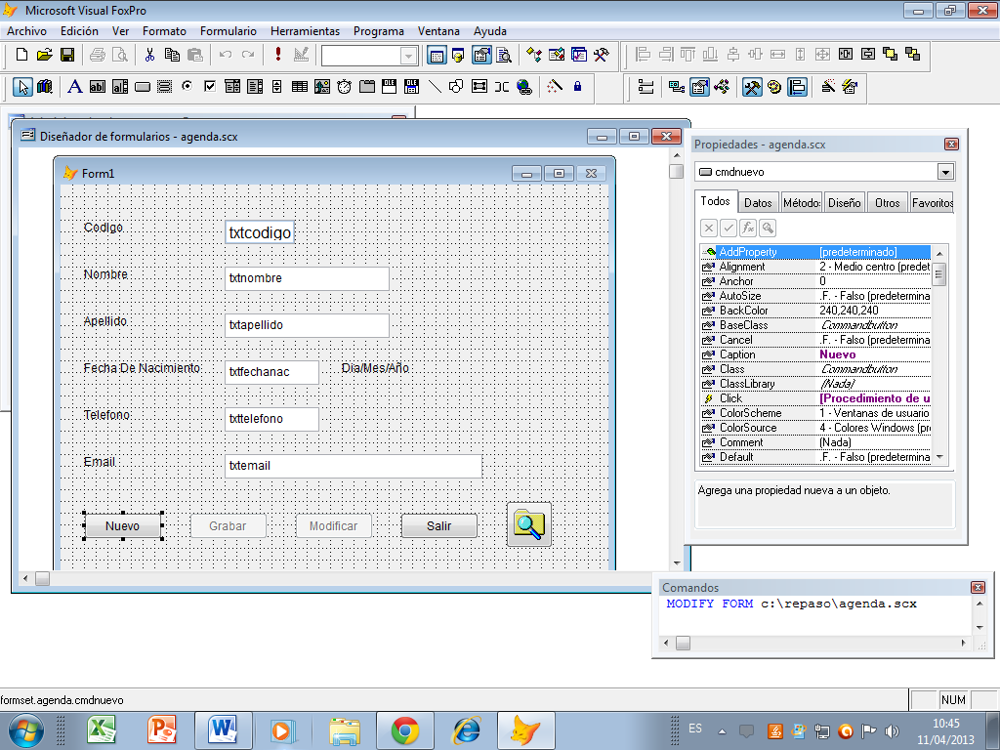 Microsoft Visual FoxPro
Archivo Edición Ver Formato Formulario Herramientas Programa Ventana Ayuda
Diseñador de formularios - agenda.scx
Form1
Código
txtcodigo
Nombre
txtnombre
Apellido
txtapellido
Fecha De Nacimiento
txtfechanac
Dia/Mes/Año
Telefono
txttelefono
Email
txtemail
Nuevo
Grabar
Modificar
Salir
Propiedades - agenda.scx
cmdnuevo
Todos Datos Método: Diseño Otros Favoritos
AddProperty [predeterminado]
Alignment 2 - Medio centro (predet
Anchor 0
AutoSize .F. - Falso (predetermina
BackColor 240,240,240
BaseClass Commandbutton
Cancel .F. - Falso (predetermina
Caption Nuevo
Class Commandbutton
ClassLibrary (Nada)
Click [Procedimiento de u
ColorScheme 1 - Ventanas de usuario
ColorSource 4 - Colores Windows (pre
Comment (Nada)
Default .F. - Falso (predetermina
Agrega una propiedad nueva a un objeto.
Comandos
MODIFY FORM c:\repaso\agenda.scx
formset.agenda.cmdnuevo
NUM
ES
10:45
11/04/2013